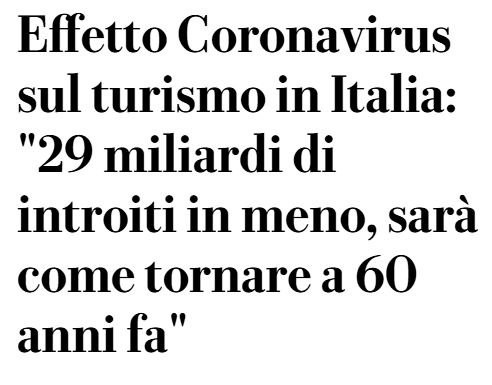 Effetto Coronavirus
sul turismo in Italia:
"29 miliardi di
introiti in meno, sarà
come tornare a 60
anni fa"